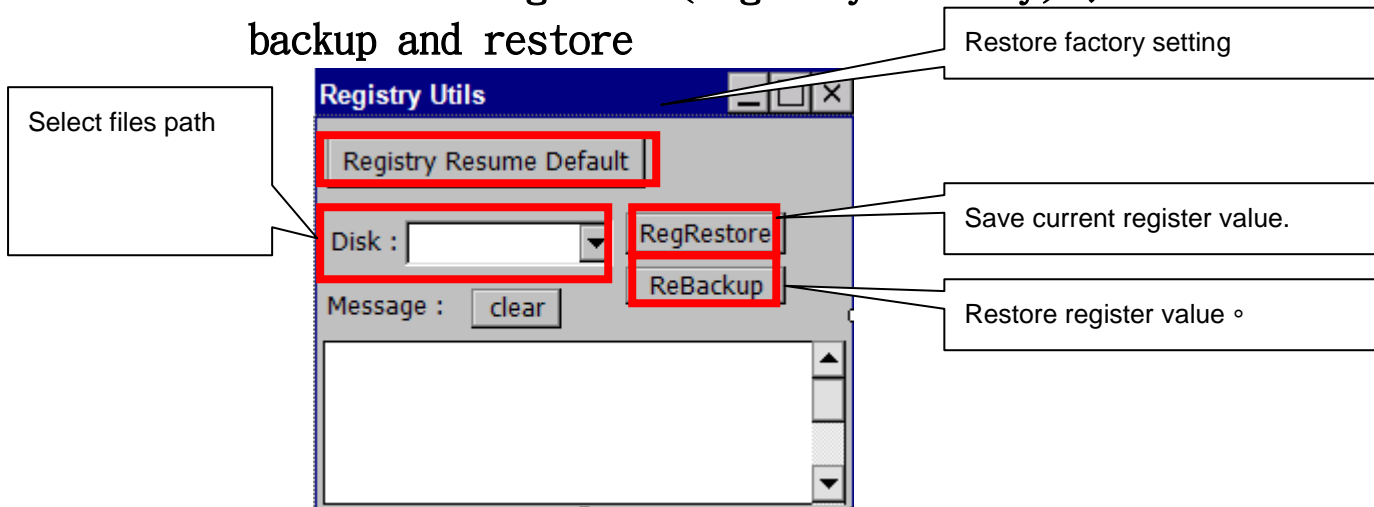 backup and restore
Restore factory setting
Registry Utils
Select files path
Registry Resume Default
Disk :
RegRestore
Save current register value.
ReBackup
Message :
clear
Restore register value。